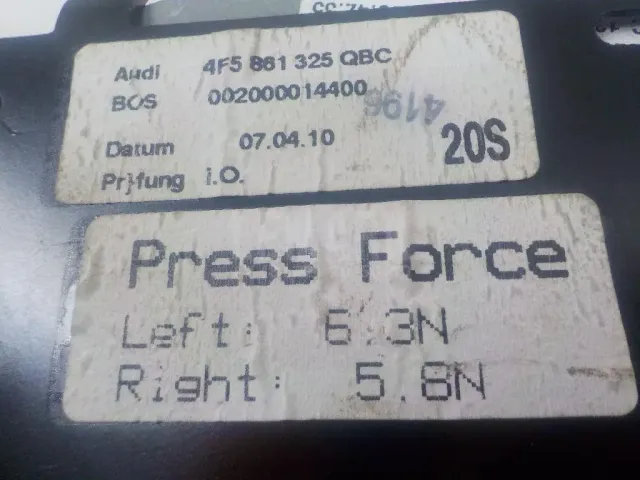 Audi 4F5 861 325 QBC
BOS 002000014400
4196
Datum 07.04.10
20S
Prüfung i.O.
Press Force
Left: 6.3N
Right: 5.8N